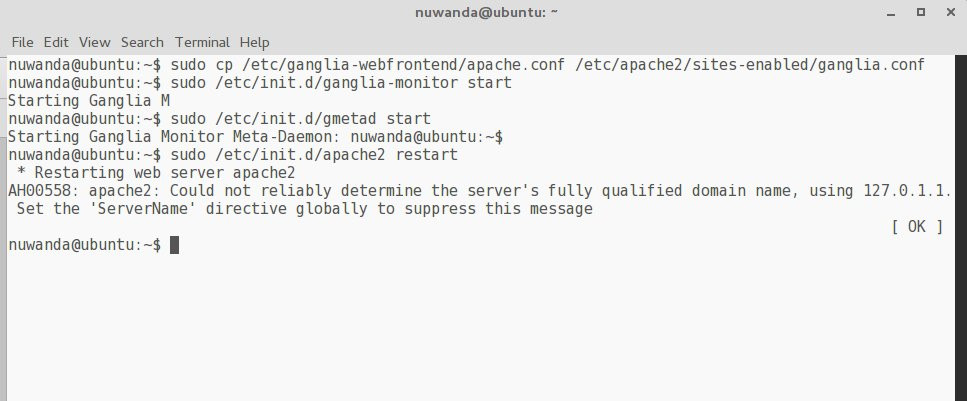 nuwanda@ubuntu: ~
File Edit View Search Terminal Help
nuwanda@ubuntu:~$ sudo cp /etc/ganglia-webfrontend/apache.conf /etc/apache2/sites-enabled/ganglia.conf
nuwanda@ubuntu:~$ sudo /etc/init.d/ganglia-monitor start
Starting Ganglia M
nuwanda@ubuntu:~$ sudo /etc/init.d/gmetad start
Starting Ganglia Monitor Meta-Daemon: nuwanda@ubuntu:~$
nuwanda@ubuntu:~$ sudo /etc/init.d/apache2 restart
 * Restarting web server apache2
AH00558: apache2: Could not reliably determine the server's fully qualified domain name, using 127.0.1.1.
 Set the 'ServerName' directive globally to suppress this message
[ OK ]
nuwanda@ubuntu:~$